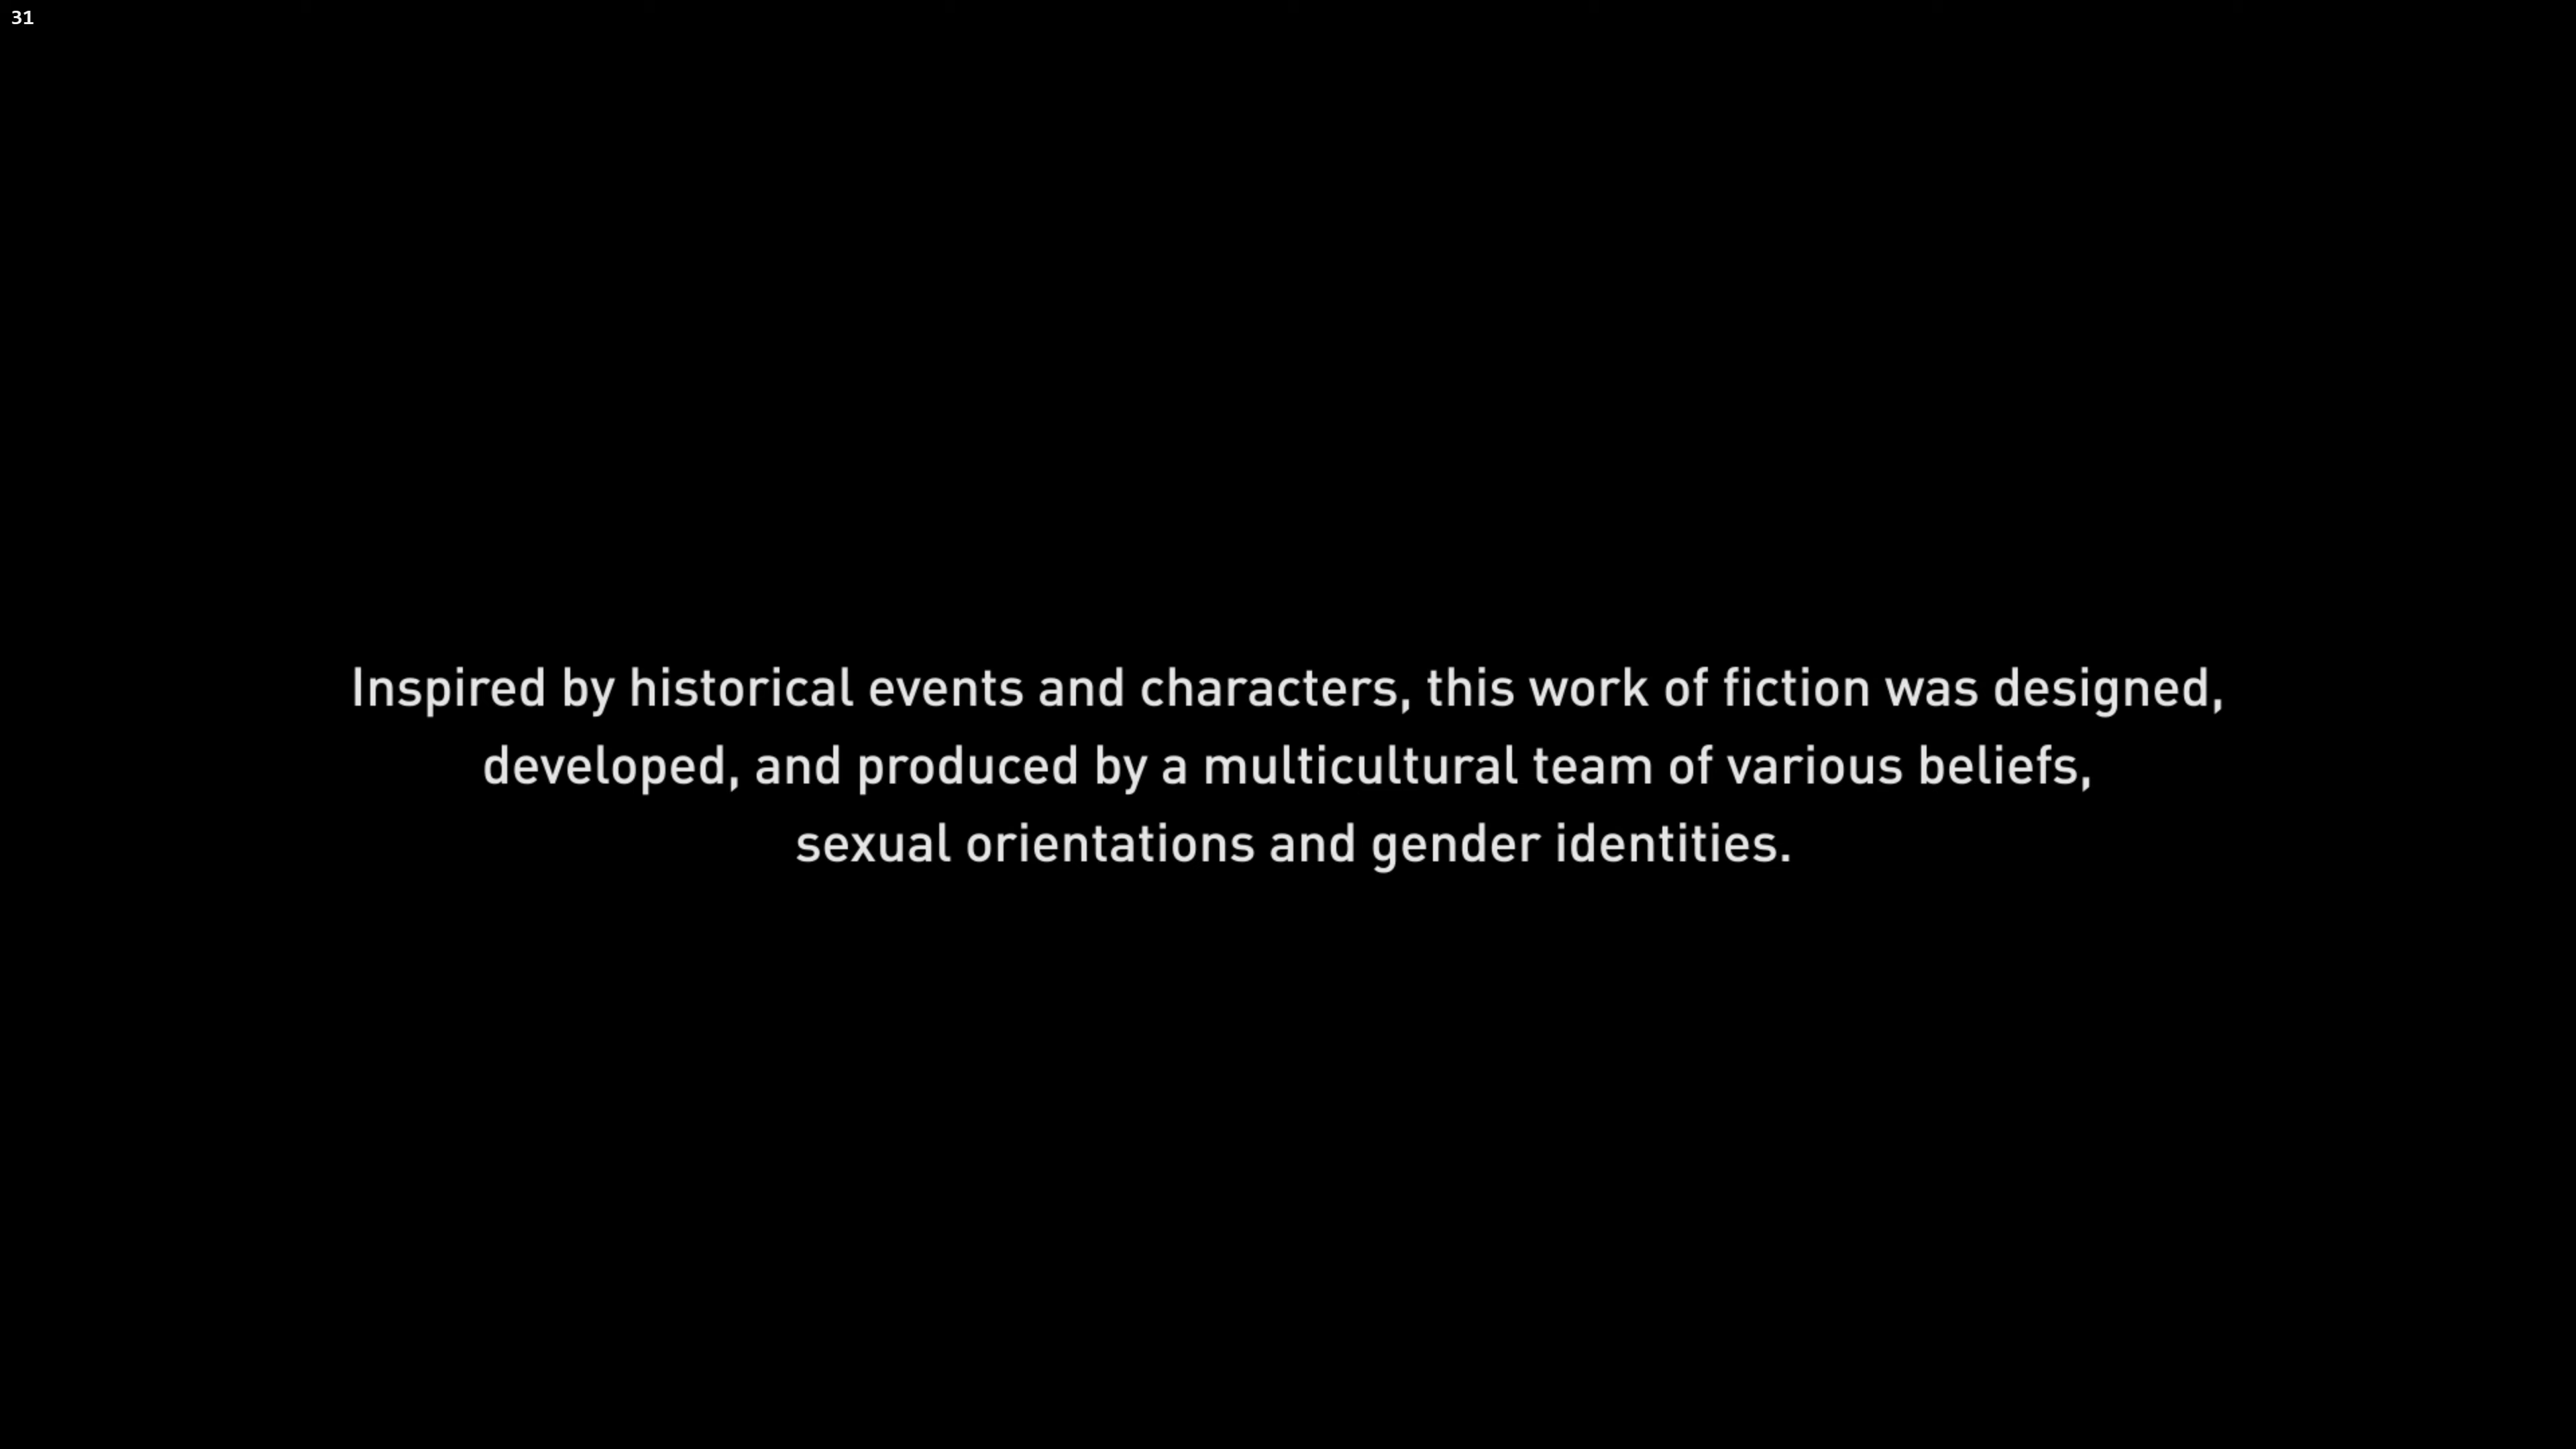 31
Inspired by historical events and characters, this work of fiction was designed,
developed, and produced by a multicultural team of various beliefs,
sexual orientations and gender identities.